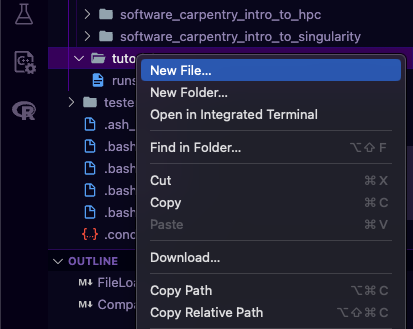 software_carpentry_intro_to_hpc
software_carpentry_intro_to_singularity
New File...
New Folder...
Open in Integrated Terminal
Find in Folder... ⌥⇧ F
Cut ⌘ X
Copy ⌘ C
Paste ⌘ V
Download...
Copy Path ⌥⌘ C
Copy Relative Path ⌥⇧⌘ C
tuto
runs
teste
.ash_
.bash
.bash
.bash
.bash
.conc
OUTLINE
FileLoa
Compa
R